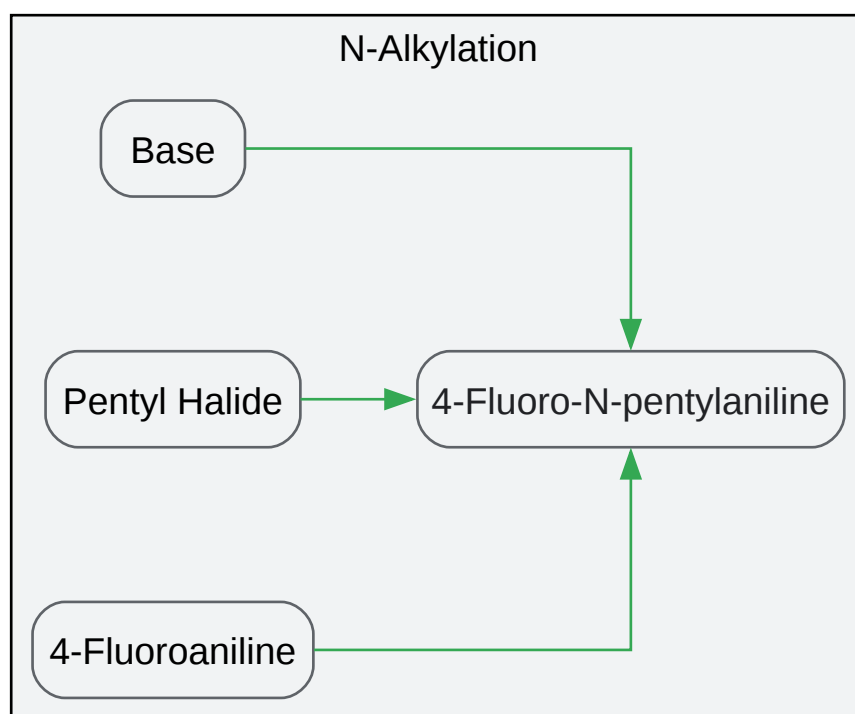 N-Alkylation
Base
Pentyl Halide
4-Fluoro-N-pentylaniline
4-Fluoroaniline